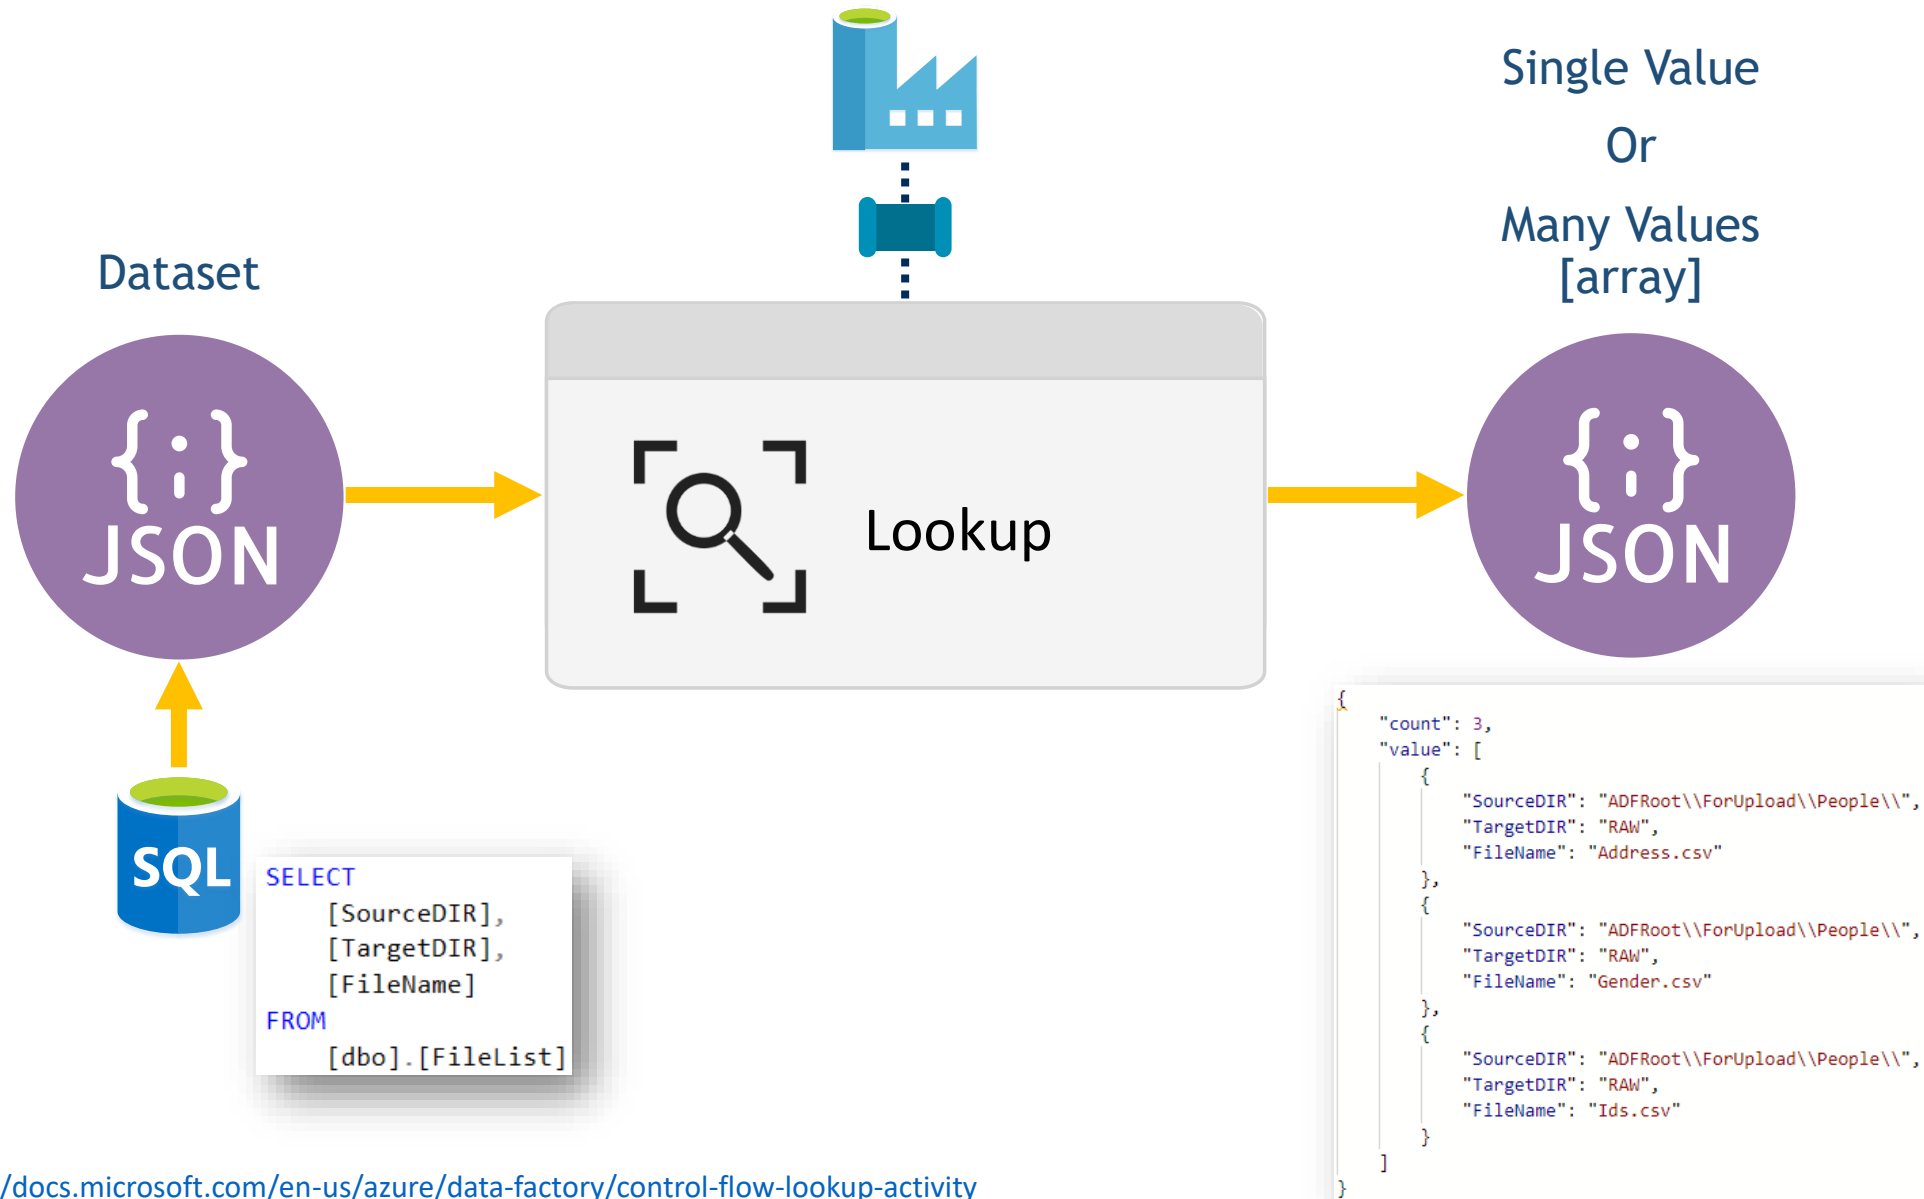 Single Value
Or
Many Values
[array]
Dataset
{;}
JSON
Lookup
{;}
JSON
SQL
SELECT
[SourceDIR],
[TargetDIR],
[FileName]
FROM
[dbo].[FileList]
{
"count": 3,
"value": [
{
"SourceDIR": "ADFRoot\\ForUpload\\People\\",
"TargetDIR": "RAW",
"FileName": "Address.csv"
},
{
"SourceDIR": "ADFRoot\\ForUpload\\People\\",
"TargetDIR": "RAW",
"FileName": "Gender.csv"
},
{
"SourceDIR": "ADFRoot\\ForUpload\\People\\",
"TargetDIR": "RAW",
"FileName": "Ids.csv"
}
]
}
/docs.microsoft.com/en-us/azure/data-factory/control-flow-lookup-activity